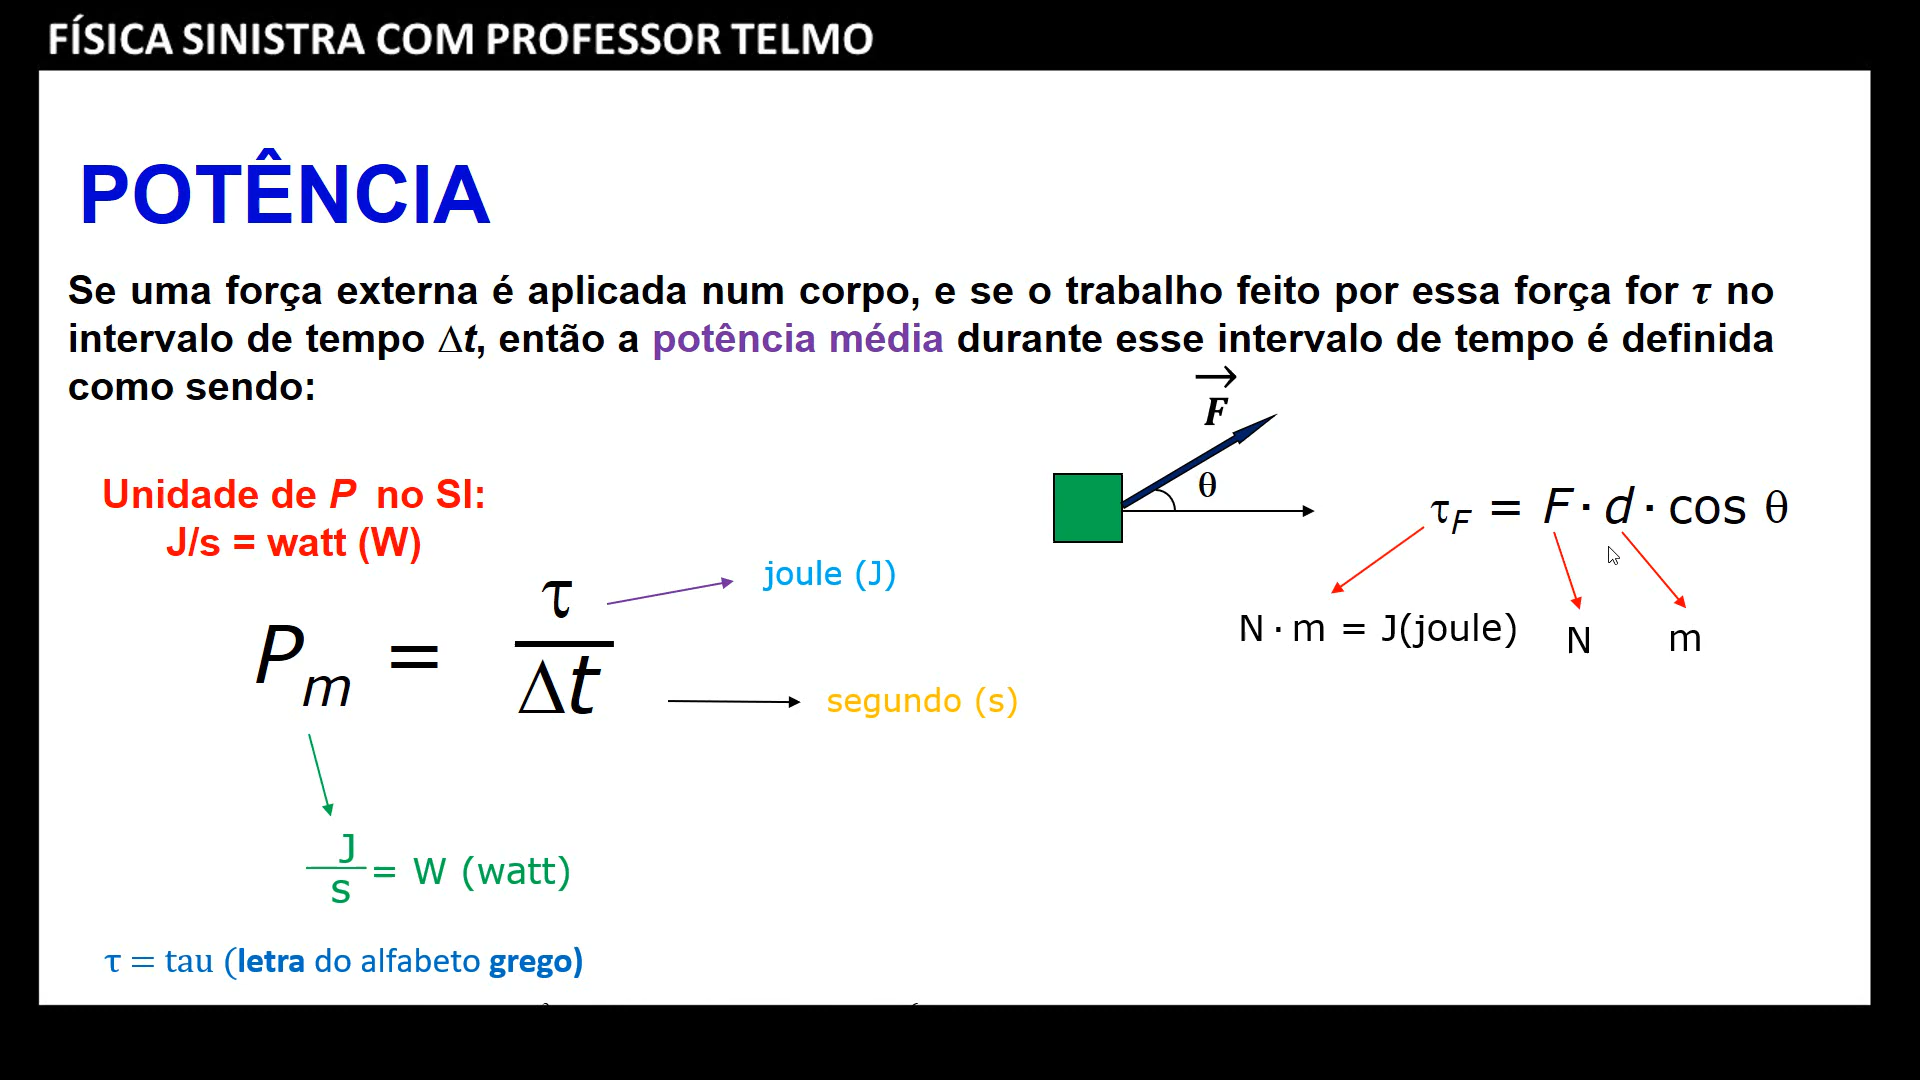 FÍSICA SINISTRA COM PROFESSOR TELMO
POTÊNCIA
Se uma força externa é aplicada num corpo, e se o trabalho feito por essa força for τ no
intervalo de tempo Δt, então a potência média durante esse intervalo de tempo é definida
como sendo:
F
θ
Unidade de P no SI:
J/s = watt (W)
τ_F = F · d · cos θ
N · m = J(joule)
N
m
P_m = τ / Δt
joule (J)
segundo (s)
J / s = W (watt)
τ = tau (letra do alfabeto grego)